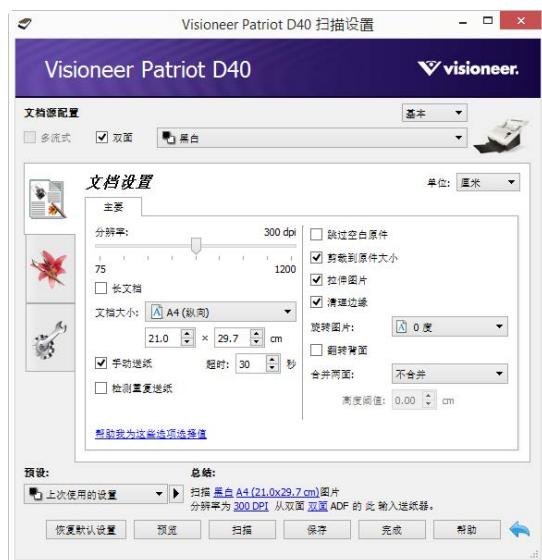 Visioneer Patriot D40 扫描设置
Visioneer Patriot D40
visioneer.
文档源配置
基本
多流式 双面 黑白
文档设置
单位: 厘米
主要
分辨率: 300 dpi
75 1200
长文档
文档大小: A4 (纵向)
21.0 × 29.7 cm
手动送纸 超时: 30 秒
检测重复送纸
帮助我为这些选项选择值
跳过空白原件
剪裁到原件大小
拉伸图片
清理边缘
旋转图片: 0 度
翻转背面
合并两面: 不合并
高度阈值: 0.00 cm
预设:
上次使用的设置
总结:
扫描 黑白 A4 (21.0x29.7 cm)图片
分辨率为 300 DPI 从双面 双面 ADF 的 此 输入送纸器。
恢复默认设置 预览 扫描 保存 完成 帮助